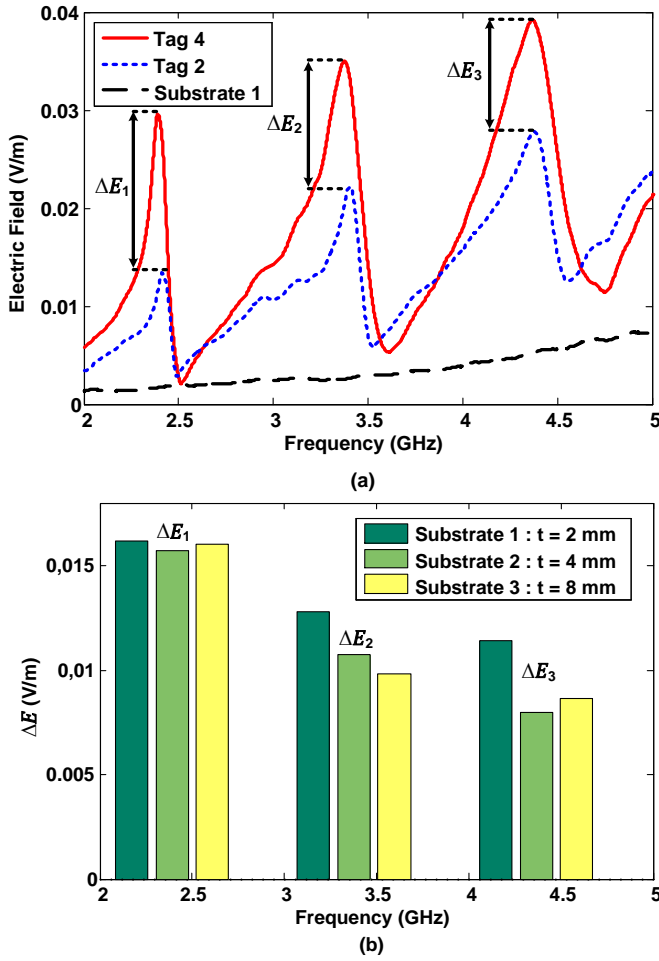 0.04
0.03
0.02
0.01
0
Electric Field (V/m)
Tag 4
Tag 2
Substrate 1
ΔE1
ΔE2
ΔE3
2 2.5 3 3.5 4 4.5 5
Frequency (GHz)
(a)
0,015
0,01
0.005
0
ΔE (V/m)
ΔE1
ΔE2
ΔE3
Substrate 1 : t = 2 mm
Substrate 2 : t = 4 mm
Substrate 3 : t = 8 mm
2 2.5 3 3.5 4 4.5 5
Frequency (GHz)
(b)